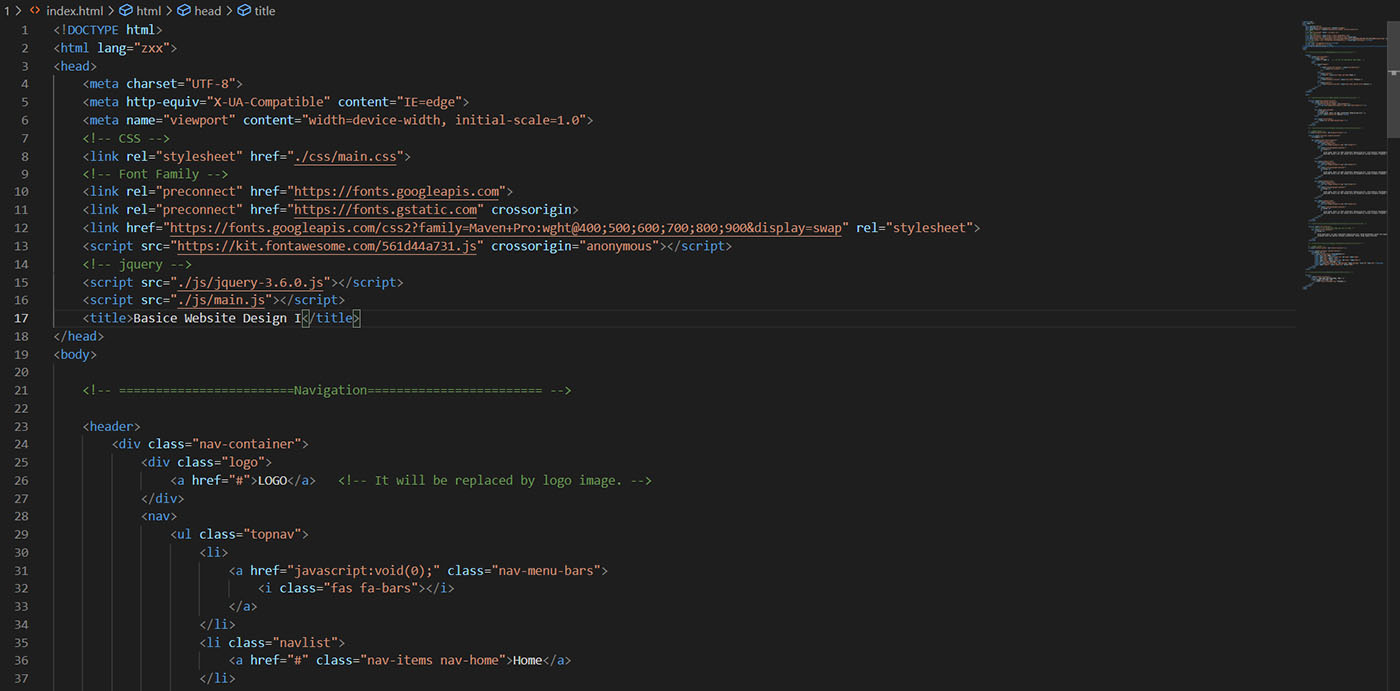 1 > index.html > html > head > title
1 <!DOCTYPE html>
2 <html lang="zxx">
3 <head>
4 <meta charset="UTF-8">
5 <meta http-equiv="X-UA-Compatible" content="IE=edge">
6 <meta name="viewport" content="width=device-width, initial-scale=1.0">
7 <!-- CSS -->
8 <link rel="stylesheet" href="./css/main.css">
9 <!-- Font Family -->
10 <link rel="preconnect" href="https://fonts.googleapis.com">
11 <link rel="preconnect" href="https://fonts.gstatic.com" crossorigin>
12 <link href="https://fonts.googleapis.com/css2?family=Maven+Pro:wght@400;500;600;700;800;900&display=swap" rel="stylesheet">
13 <script src="https://kit.fontawesome.com/561d44a731.js" crossorigin="anonymous"></script>
14 <!-- jquery -->
15 <script src="./js/jquery-3.6.0.js"></script>
16 <script src="./js/main.js"></script>
17 <title>Basice Website Design I</title>
18 </head>
19 <body>
20
21 <!-- ========================Navigation======================== -->
22
23 <header>
24 <div class="nav-container">
25 <div class="logo">
26 <a href="#">LOGO</a> <!-- It will be replaced by logo image. -->
27 </div>
28 <nav>
29 <ul class="topnav">
30 <li>
31 <a href="javascript:void(0);" class="nav-menu-bars">
32 <i class="fas fa-bars"></i>
33 </a>
34 </li>
35 <li class="navlist">
36 <a href="#" class="nav-items nav-home">Home</a>
37 </li>